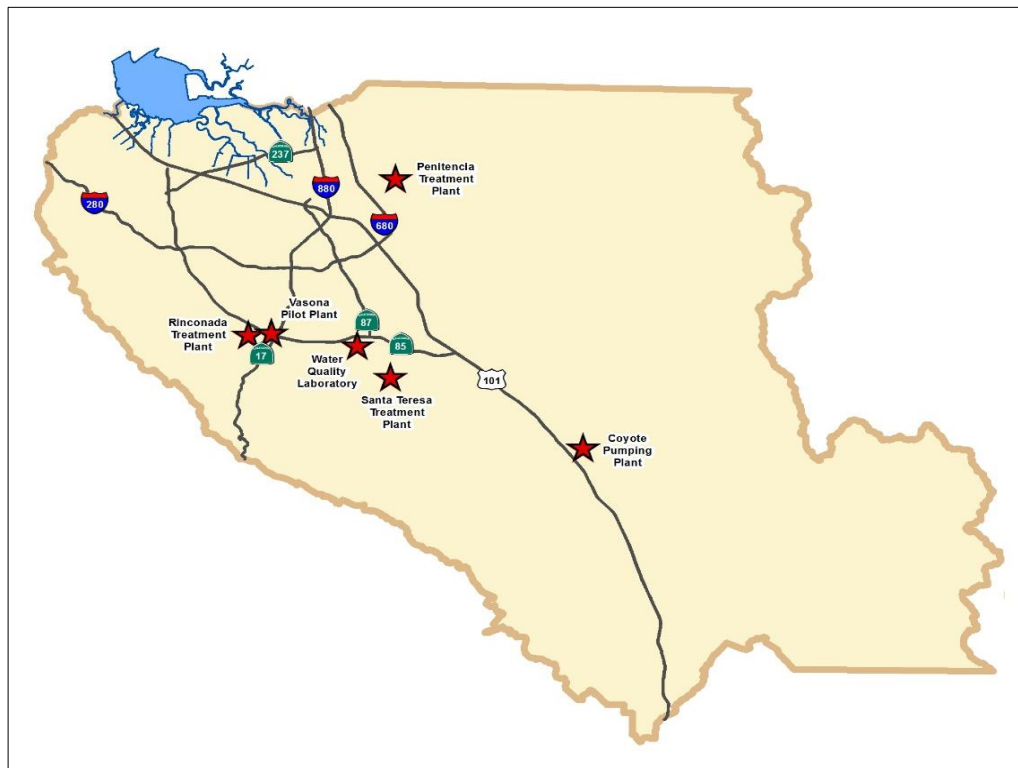 237
Penitencia
Treatment
Plant
880
280
680
Vasona
Pilot Plant
Rinconada
Treatment
Plant
87
17
85
Water
Quality
Laboratory
101
Santa Teresa
Treatment
Plant
Coyote
Pumping
Plant